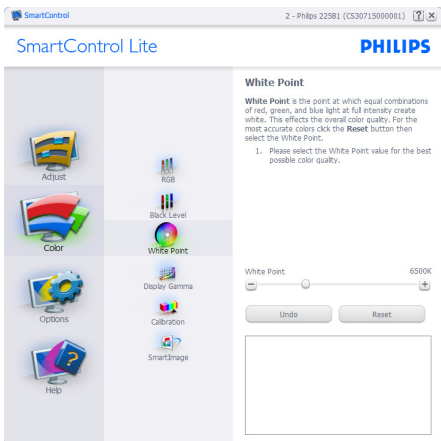 SmartControl
2 - Philips 225B1 (CS30715000001)
SmartControl Lite
PHILIPS
Adjust
Color
Options
Help
RGB
Black Level
White Point
Display Gamma
Calibration
SmartImage
White Point
White Point is the point at which equal combinations
of red, green, and blue light at full intensity create
white. This effects the overall color quality. For the
most accurate colors click the Reset button then
select the White Point.
1. Please select the White Point value for the best
possible color quality.
White Point 6500K
Undo
Reset